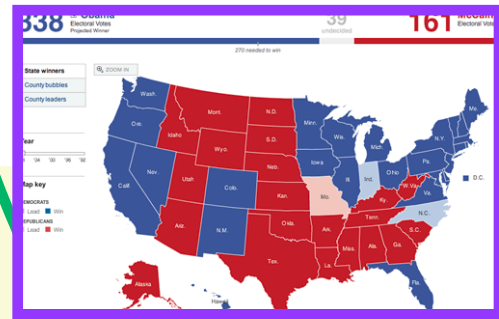 338
Obama
Electoral Votes
Projected Winner
39
undecided
161
McCain
Electoral Votes
270 needed to win
State winners
County bubbles
County leaders
ZOOM IN
Year
Map key
DEMOCRATS
Lead Win
REPUBLICANS
Lead Win
Wash.
Ore.
Calif.
Nev.
Idaho
Mont.
Wyo.
Utah
Ariz.
Colo.
N.M.
N.D.
S.D.
Neb.
Kan.
Okla.
Tex.
Minn.
Iowa
Mo.
Ark.
La.
Wis.
Ill.
Mich.
Ind.
Ohio
Ky.
Tenn.
Miss.
Ala.
Ga.
Fla.
S.C.
N.C.
Va.
W.Va.
Pa.
N.Y.
Me.
D.C.
Alaska
Hawaii